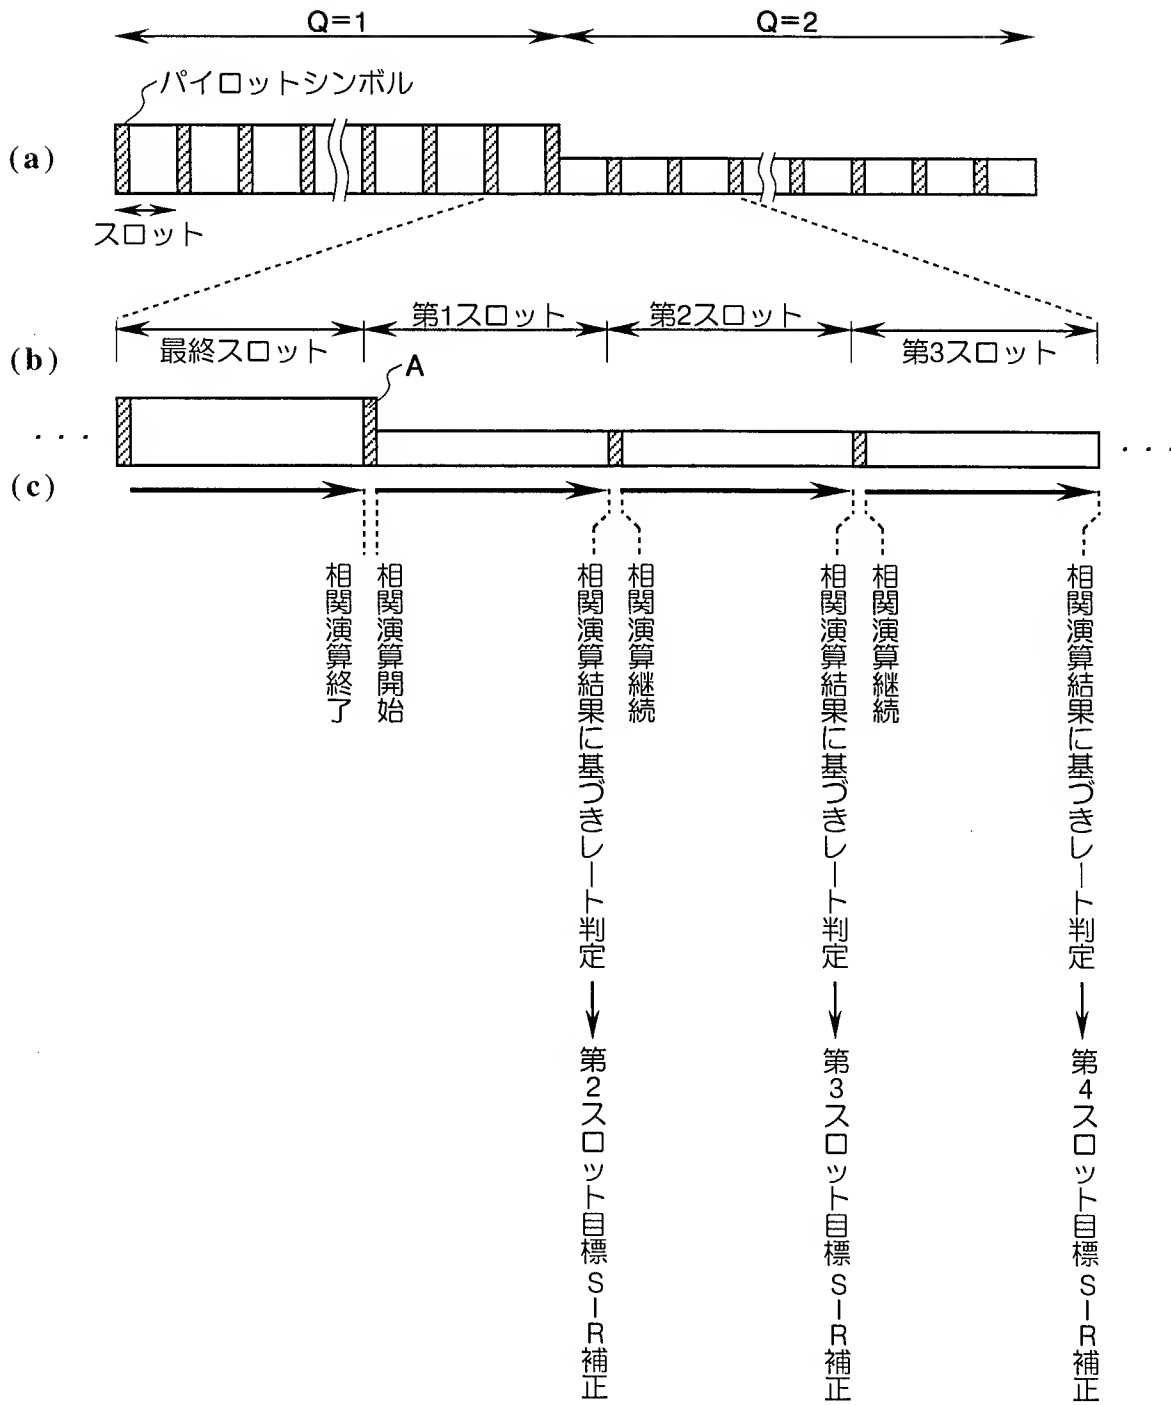 Q=1
Q=2
パイロットシンボル
(a)
スロット
第1スロット
第2スロット
最終スロット
第3スロット
(b)
A
・・・
・・・
(c)
相関演算終了
相関演算開始
相関演算結果に基づきレート判定
相関演算継続
相関演算結果に基づきレート判定
相関演算継続
相関演算結果に基づきレート判定
第2スロット目標SIR補正
第3スロット目標SIR補正
第4スロット目標SIR補正